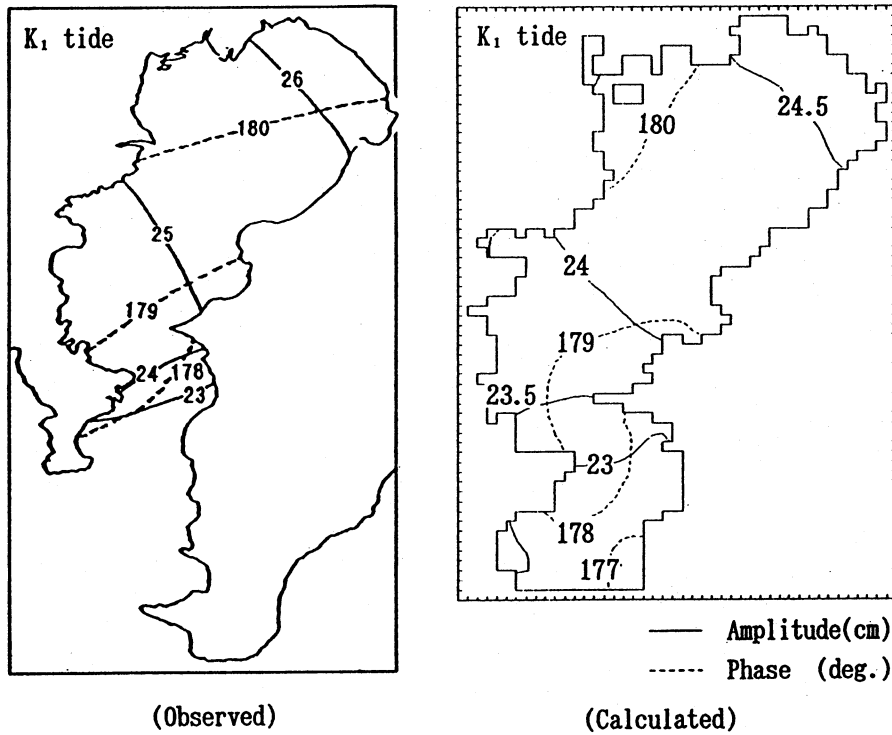 K₁ tide
26
180
25
179
24
178
23
(Observed)
K₁ tide
24.5
180
24
179
23.5
23
178
177
Amplitude(cm)
Phase (deg.)
(Calculated)